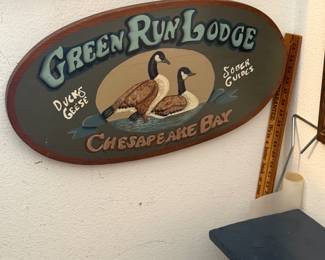 GREEN RUN LODGE
DUCKS
GEESE
SOBER
GUIDES
CHESAPEAKE BAY